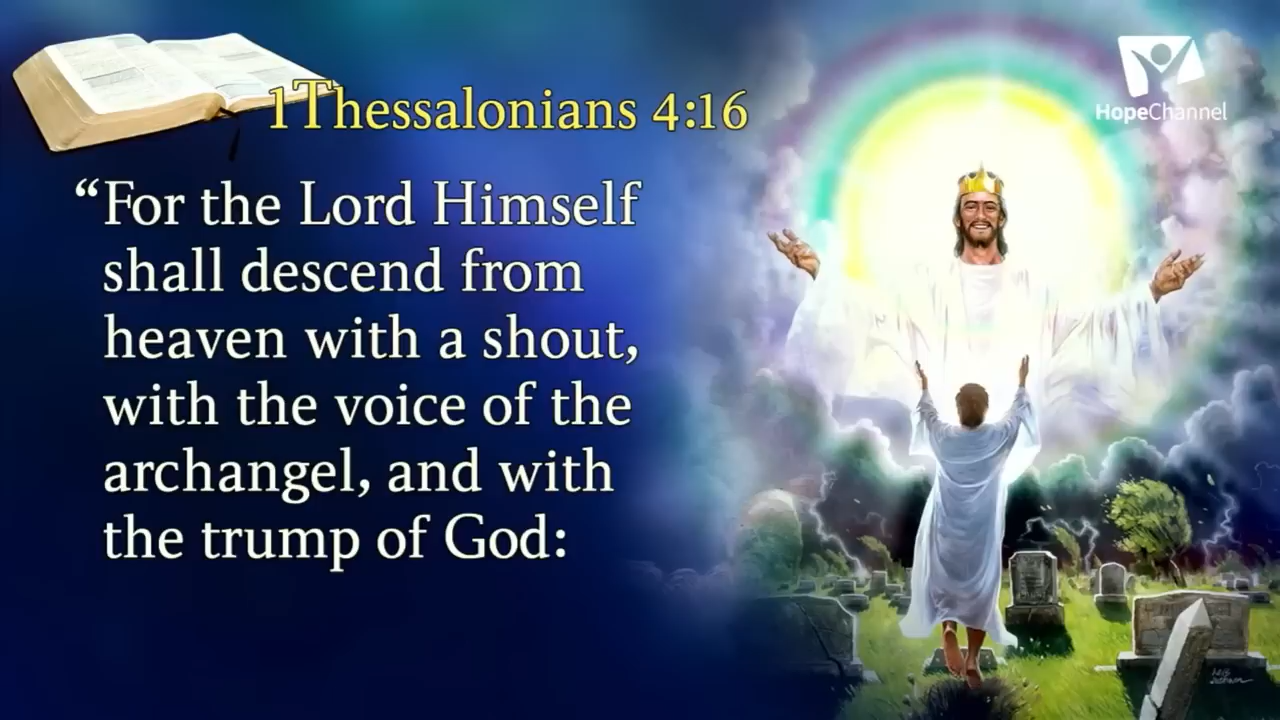 1Thessalonians 4:16
HopeChannel
“For the Lord Himself
shall descend from
heaven with a shout,
with the voice of the
archangel, and with
the trump of God: